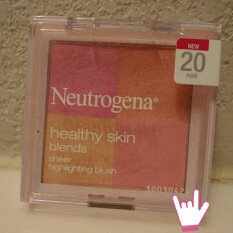 NEW
20
PURE
Neutrogena®
healthy skin
blends
sheer
highlighting blush